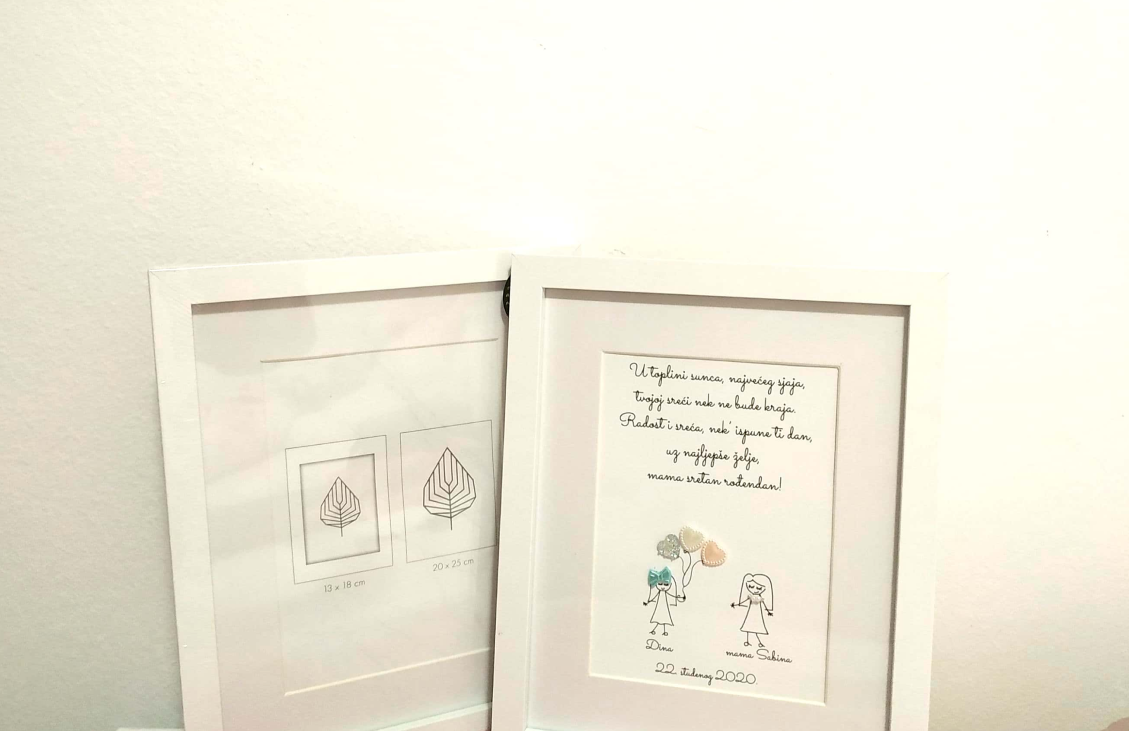 13 x 18 cm
20 x 25 cm
U toplini sunca, najvećeg sjaja,
tvojoj sreći nek ne bude kraja.
Radost i sreća, nek' ispune ti dan,
uz najljepše želje,
mama sretan rođendan!
Dina
mama Sabina
22. studenog 2020.